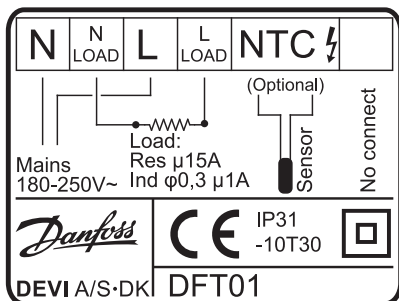 N N LOAD L L LOAD NTC
(Optional)
Mains
180-250V~
Load:
Res µ15A
Ind φ0,3 µ1A
Sensor
No connect
Danfoss
CE
IP31
-10T30
DEVI A/S•DK
DFT01